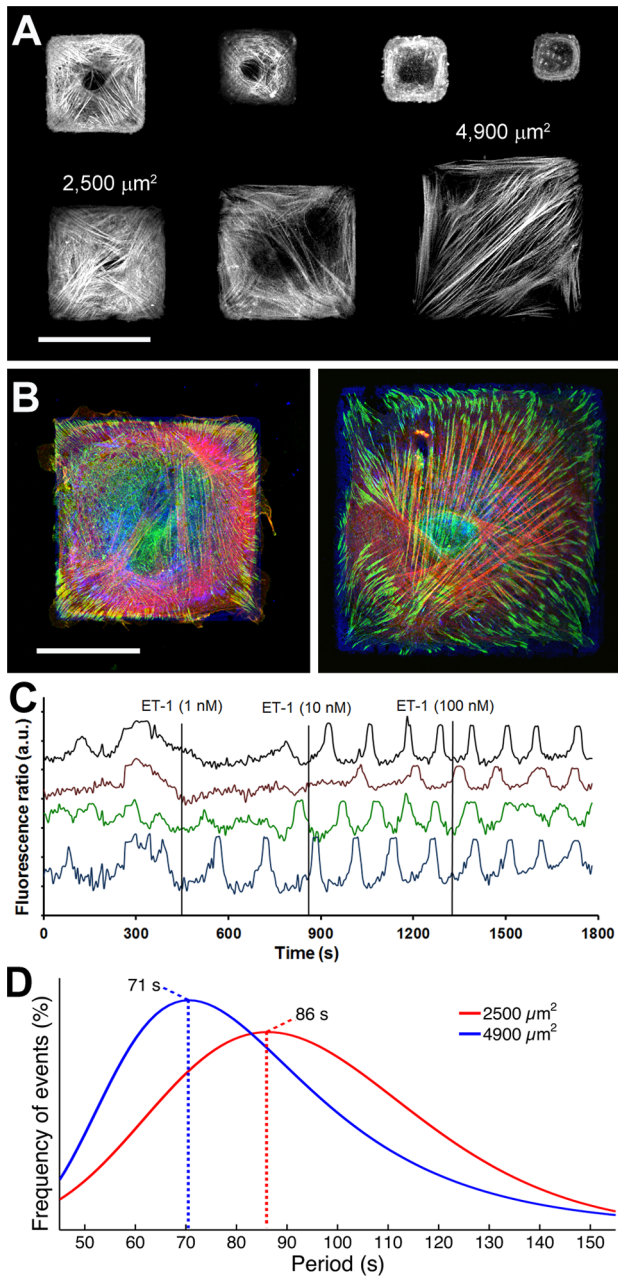 A
2,500 µm²
4,900 µm²
B
C
ET-1 (1 nM)
ET-1 (10 nM)
ET-1 (100 nM)
Fluorescence ratio (a.u.)
0
300
600
900
1200
1500
1800
Time (s)
D
71 s
86 s
2500 µm²
4900 µm²
Frequency of events (%)
50
60
70
80
90
100
110
120
130
140
150
Period (s)